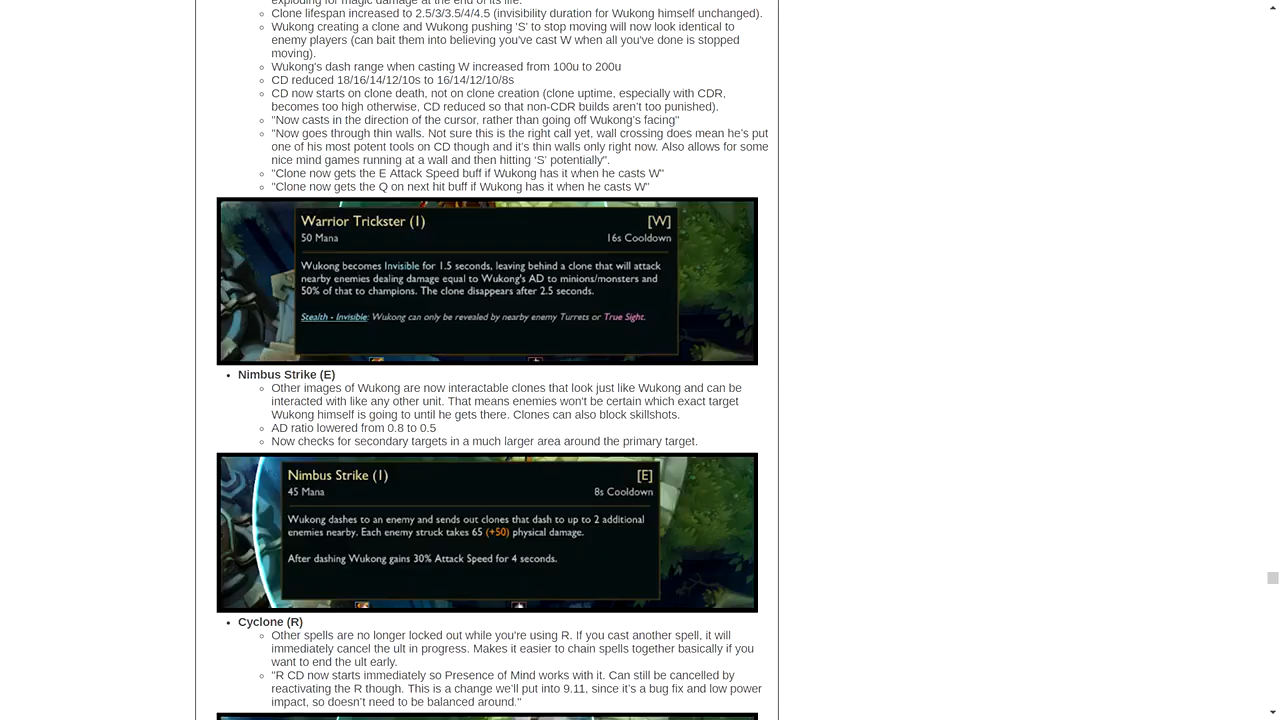 exploding for magic damage at the end of its life.
Clone lifespan increased to 2.5/3/3.5/4/4.5 (invisibility duration for Wukong himself unchanged).
Wukong creating a clone and Wukong pushing 'S' to stop moving will now look identical to
enemy players (can bait them into believing you've cast W when all you've done is stopped
moving).
Wukong's dash range when casting W increased from 100u to 200u
CD reduced 18/16/14/12/10s to 16/14/12/10/8s
CD now starts on clone death, not on clone creation (clone uptime, especially with CDR,
becomes too high otherwise, CD reduced so that non-CDR builds aren't too punished).
"Now casts in the direction of the cursor, rather than going off Wukong's facing"
"Now goes through thin walls. Not sure this is the right call yet, wall crossing does mean he's put
one of his most potent tools on CD though and it's thin walls only right now. Also allows for some
nice mind games running at a wall and then hitting 'S' potentially".
"Clone now gets the E Attack Speed buff if Wukong has it when he casts W"
"Clone now gets the Q on next hit buff if Wukong has it when he casts W"
Warrior Trickster (1) [W]
50 Mana 16s Cooldown
Wukong becomes Invisible for 1.5 seconds, leaving behind a clone that will attack
nearby enemies dealing damage equal to Wukong's AD to minions/monsters and
50% of that to champions. The clone disappears after 2.5 seconds.
Stealth - Invisible: Wukong can only be revealed by nearby enemy Turrets or True Sight.
Nimbus Strike (E)
Other images of Wukong are now interactable clones that look just like Wukong and can be
interacted with like any other unit. That means enemies won't be certain which exact target
Wukong himself is going to until he gets there. Clones can also block skillshots.
AD ratio lowered from 0.8 to 0.5
Now checks for secondary targets in a much larger area around the primary target.
Nimbus Strike (1) [E]
45 Mana 8s Cooldown
Wukong dashes to an enemy and sends out clones that dash to up to 2 additional
enemies nearby. Each enemy struck takes 65 (+50) physical damage.
After dashing Wukong gains 30% Attack Speed for 4 seconds.
Cyclone (R)
Other spells are no longer locked out while you're using R. If you cast another spell, it will
immediately cancel the ult in progress. Makes it easier to chain spells together basically if you
want to end the ult early.
"R CD now starts immediately so Presence of Mind works with it. Can still be cancelled by
reactivating the R though. This is a change we'll put into 9.11, since it's a bug fix and low power
impact, so doesn't need to be balanced around."